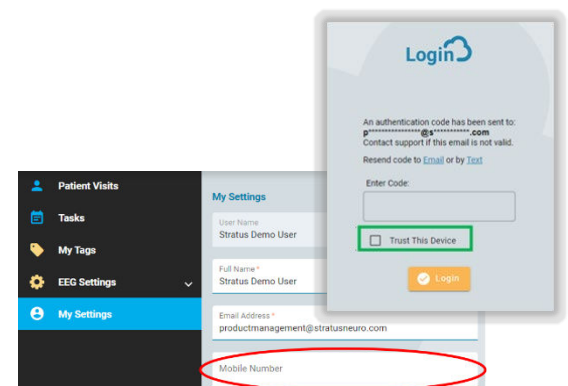 Login
An authentication code has been sent to:
p****************@s***********.com
Contact support if this email is not valid.
Resend code to Email or by Text
Enter Code:
Trust This Device
Login
Patient Visits
Tasks
My Tags
EEG Settings
My Settings
My Settings
User Name
Stratus Demo User
Full Name *
Stratus Demo User
Email Address *
productmanagement@stratusneuro.com
Mobile Number